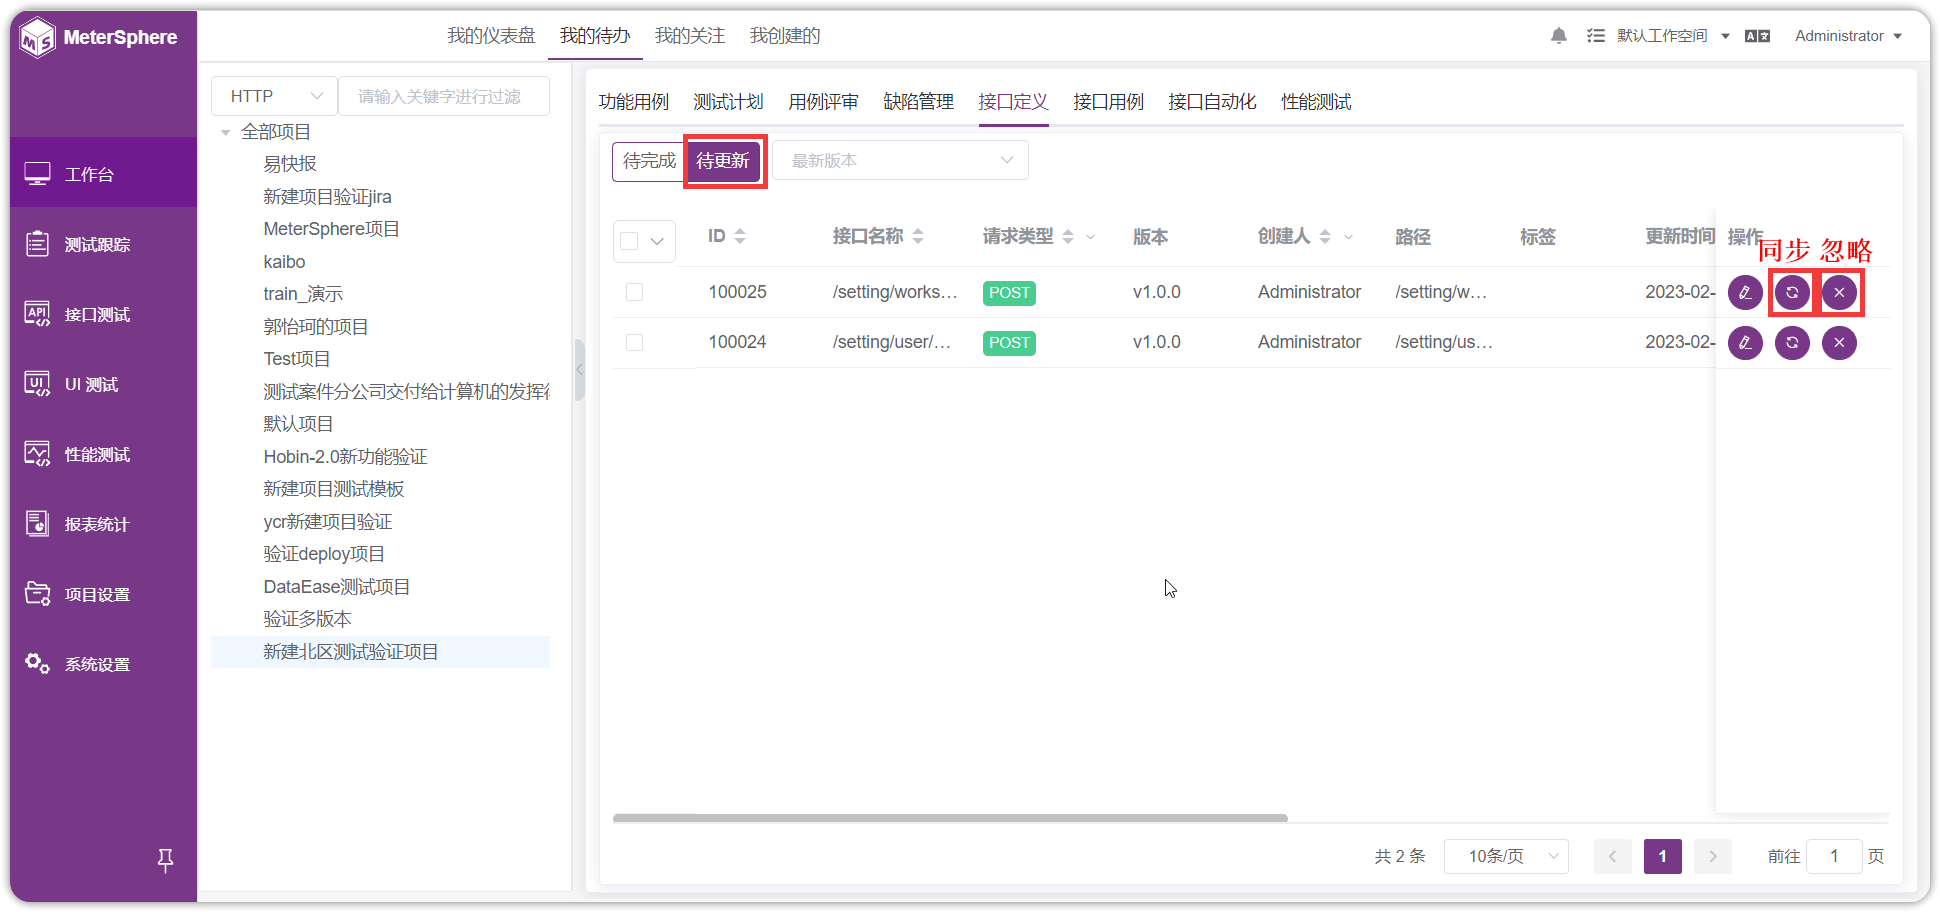 MeterSphere
我的仪表盘 我的待办 我的关注 我创建的
默认工作空间 Administrator
工作台
测试跟踪
API 接口测试
UI UI 测试
性能测试
报表统计
项目设置
系统设置
HTTP 请输入关键字进行过滤
全部项目
易快报
新建项目验证jira
MeterSphere项目
kaibo
train_演示
郭怡珂的项目
Test项目
测试案件分公司交付给计算机的发挥
默认项目
Hobin-2.0新功能验证
新建项目测试模板
ycr新建项目验证
验证deploy项目
DataEase测试项目
验证多版本
新建北区测试验证项目
功能用例 测试计划 用例评审 缺陷管理 接口定义 接口用例 接口自动化 性能测试
待完成 待更新 最新版本
ID 接口名称 请求类型 版本 创建人 路径 标签 更新时间 操作
同步 忽略
100025 /setting/works... POST v1.0.0 Administrator /setting/w... 2023-02-
100024 /setting/user/... POST v1.0.0 Administrator /setting/us... 2023-02-
共 2 条 10条/页 1 前往 1 页